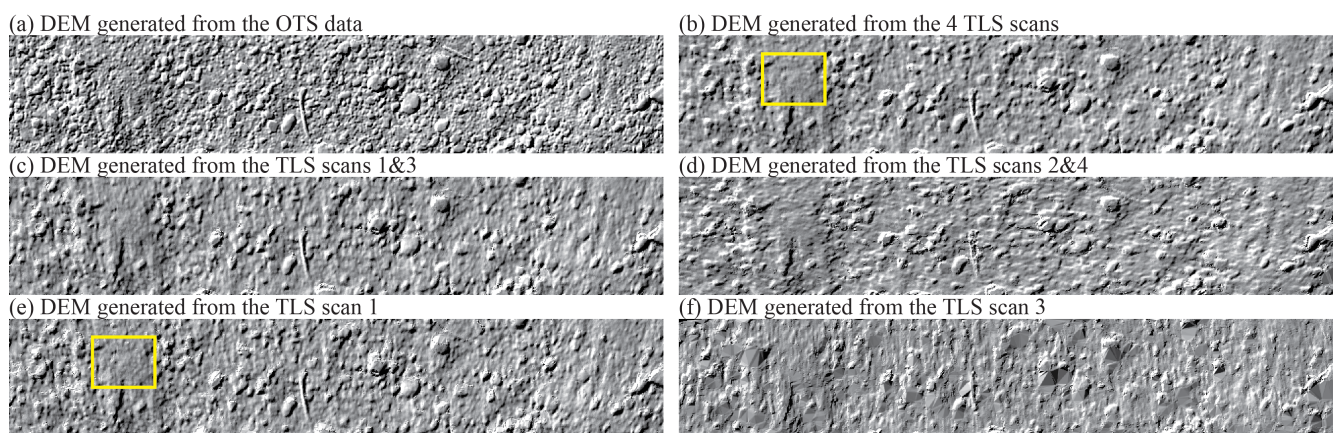 (a) DEM generated from the OTS data
(b) DEM generated from the 4 TLS scans
(c) DEM generated from the TLS scans 1&3
(d) DEM generated from the TLS scans 2&4
(e) DEM generated from the TLS scan 1
(f) DEM generated from the TLS scan 3